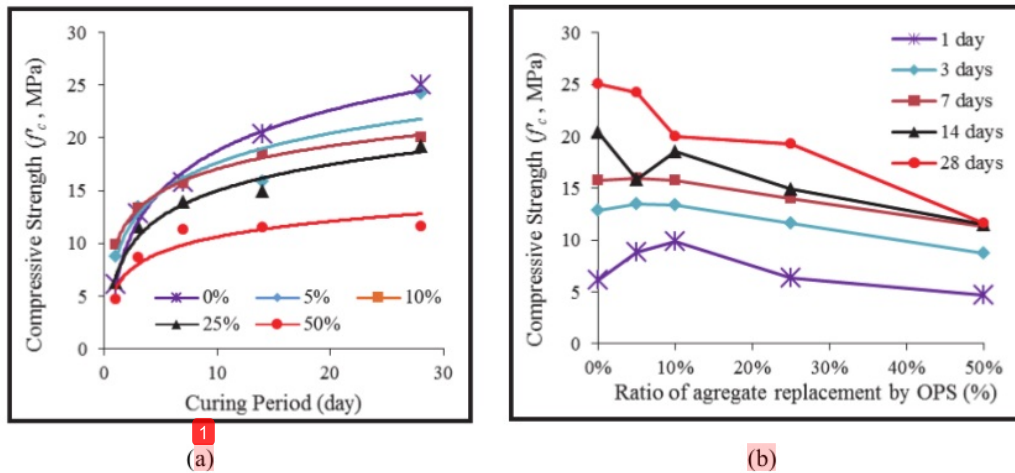 30
25
20
15
10
5
0
Compressive Strength (f'c , MPa)
0% 5% 10%
25% 50%
0 10 20 30
Curing Period (day)
1
(a)
30
25
20
15
10
5
0
Compressive Strength (f'c , MPa)
1 day
3 days
7 days
14 days
28 days
0% 10% 20% 30% 40% 50%
Ratio of agregate replacement by OPS (%)
(b)